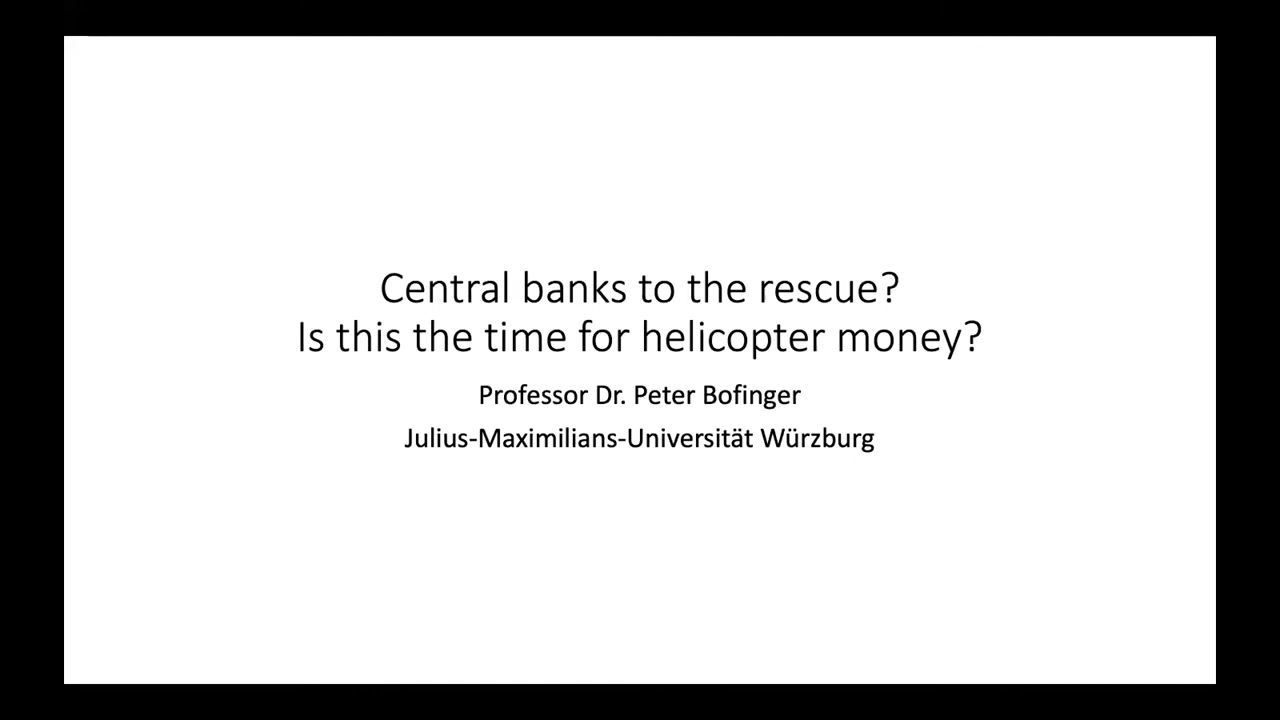 Central banks to the rescue?
Is this the time for helicopter money?
Professor Dr. Peter Bofinger
Julius-Maximilians-Universität Würzburg